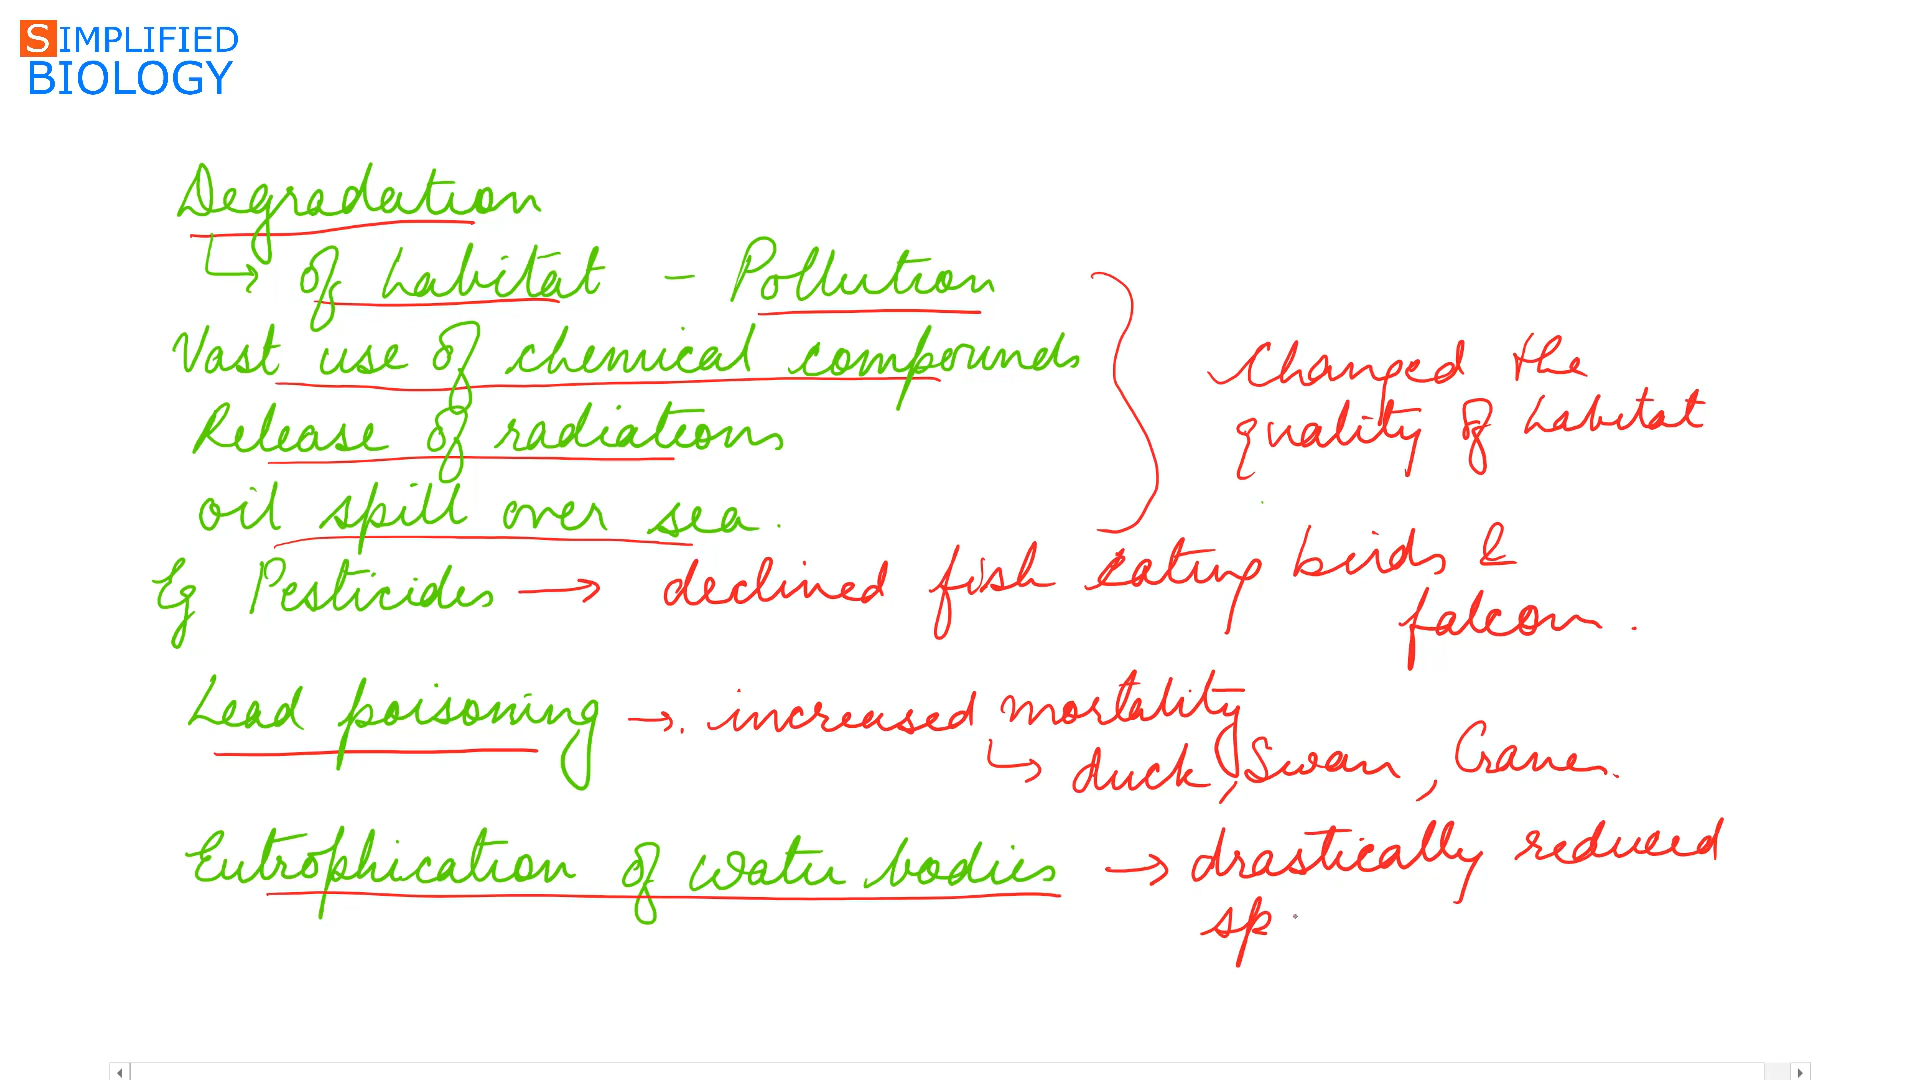 SIMPLIFIED
BIOLOGY
Degradation
↳ of habitat - Pollution
Vast use of chemical compounds
Release of radiations
oil spill over sea.
Changed the
quality of habitat
Eg Pesticides → declined fish eating birds &
falcon.
Lead poisoning → increased mortality
↳ duck, Swan, Cranes.
Eutrophication of water bodies → drastically reduced
sp